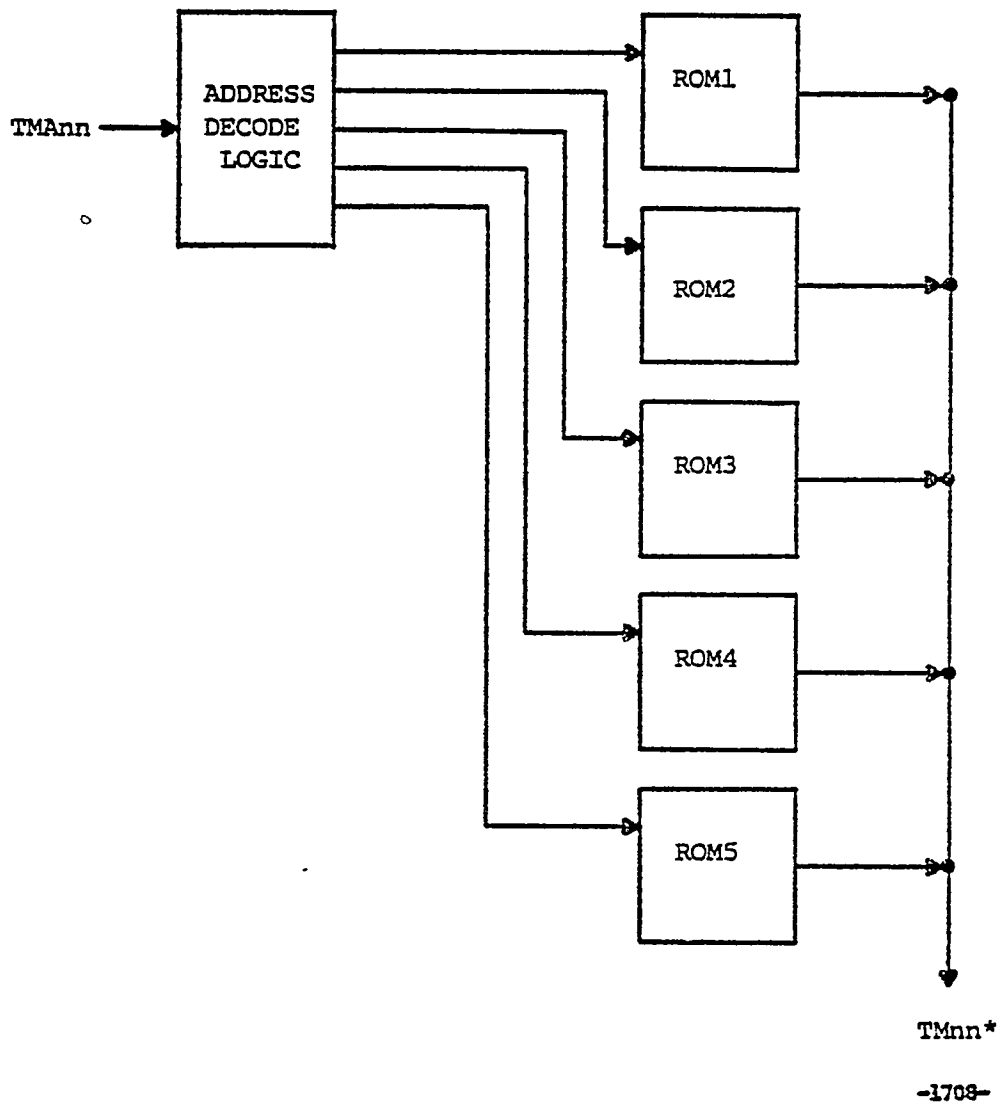 TMAnn
ADDRESS
DECODE
LOGIC
ROM1
ROM2
ROM3
ROM4
ROM5
TMnn*
-1708-